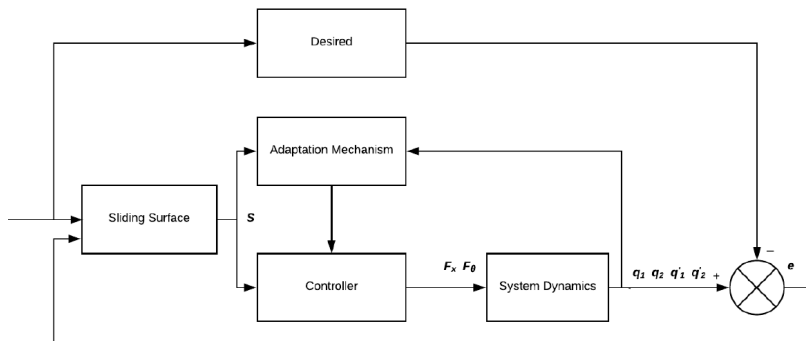 Desired
Adaptation Mechanism
Sliding Surface
S
Controller
Fx Fθ
System Dynamics
q1 q2 q̇1 q̇2 +
−
e